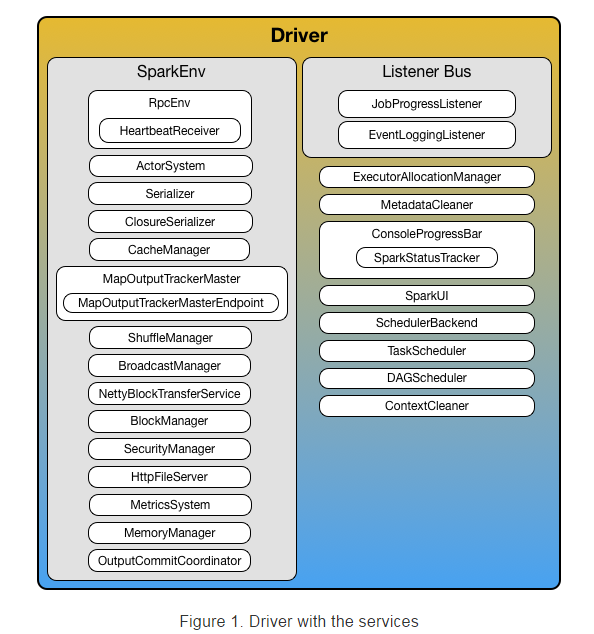 Driver
SparkEnv
RpcEnv
HeartbeatReceiver
ActorSystem
Serializer
ClosureSerializer
CacheManager
MapOutputTrackerMaster
MapOutputTrackerMasterEndpoint
ShuffleManager
BroadcastManager
NettyBlockTransferService
BlockManager
SecurityManager
HttpFileServer
MetricsSystem
MemoryManager
OutputCommitCoordinator
Listener Bus
JobProgressListener
EventLoggingListener
ExecutorAllocationManager
MetadataCleaner
ConsoleProgressBar
SparkStatusTracker
SparkUI
SchedulerBackend
TaskScheduler
DAGScheduler
ContextCleaner
Figure 1. Driver with the services